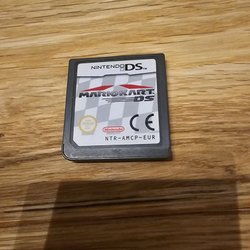 NINTENDO DS
MARIOKART
DS
Nintendo
CE
NTR-AMCP-EUR